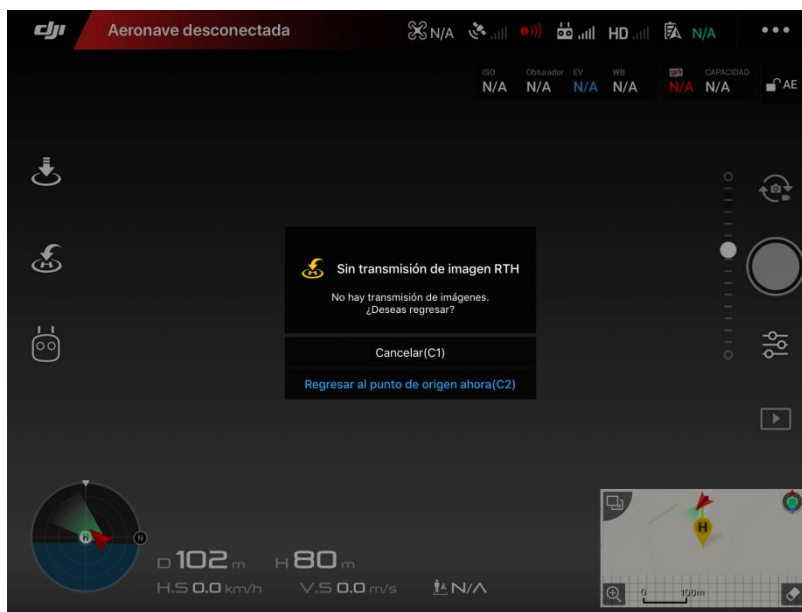 dji
Aeronave desconectada
N/A
HD
N/A
•••
ISO
N/A
Obturador
N/A
EV
N/A
WB
N/A
N/A
CAPACIDAD
N/A
AE
Sin transmisión de imagen RTH
No hay transmisión de imágenes.
¿Deseas regresar?
Cancelar(C1)
Regresar al punto de origen ahora(C2)
H
N
D 102 m
H 80 m
H.S 0.0 km/h
V.S 0.0 m/s
N/A
H
0
100m